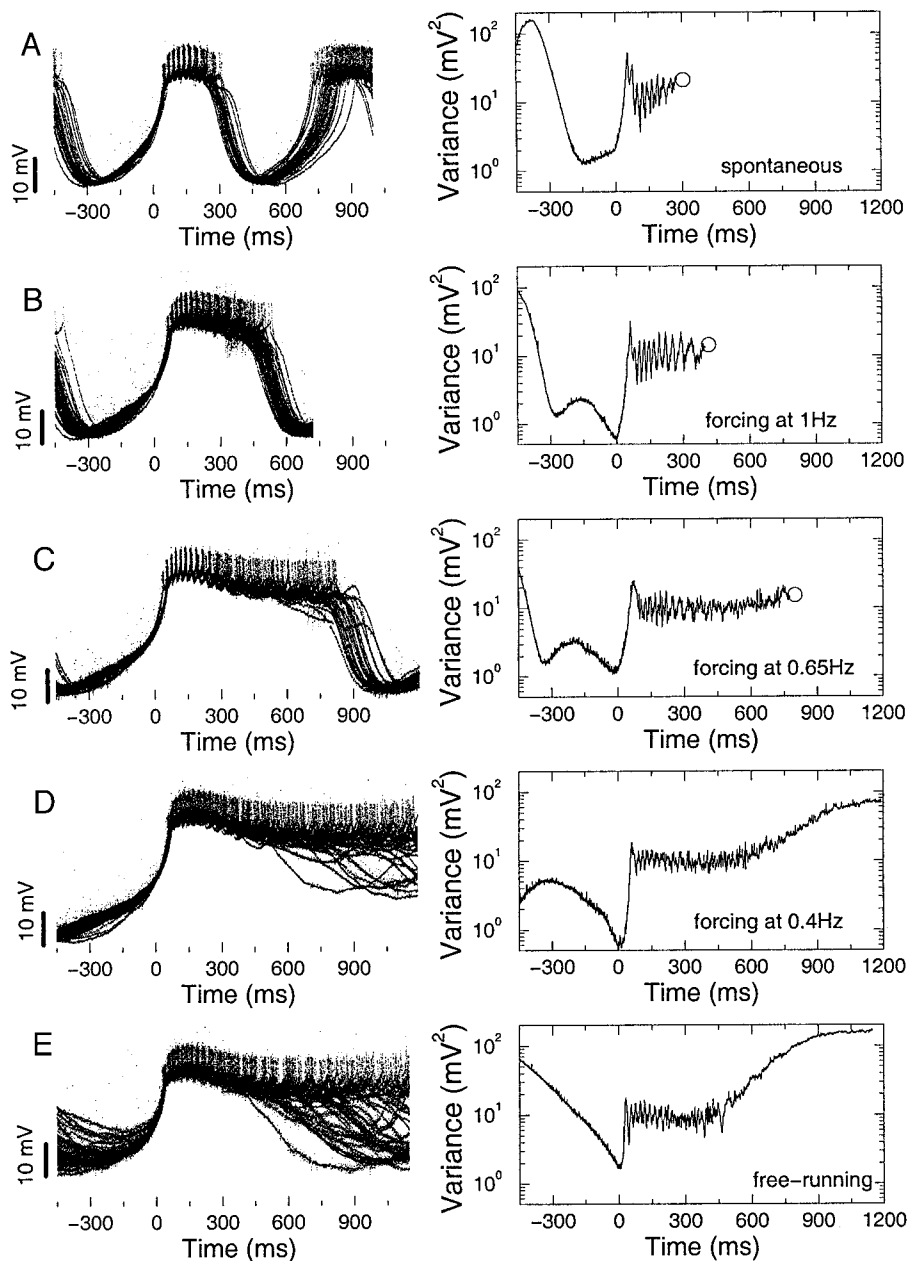 A
10 mV
−300 0 300 600 900
Time (ms)
Variance (mV²)
10²
10¹
10⁰
spontaneous
−300 0 300 600 900 1200
Time (ms)
B
10 mV
−300 0 300 600 900
Time (ms)
Variance (mV²)
10²
10¹
10⁰
forcing at 1Hz
−300 0 300 600 900 1200
Time (ms)
C
10 mV
−300 0 300 600 900
Time (ms)
Variance (mV²)
10²
10¹
10⁰
forcing at 0.65Hz
−300 0 300 600 900 1200
Time (ms)
D
10 mV
−300 0 300 600 900
Time (ms)
Variance (mV²)
10²
10¹
10⁰
forcing at 0.4Hz
−300 0 300 600 900 1200
Time (ms)
E
10 mV
−300 0 300 600 900
Time (ms)
Variance (mV²)
10²
10¹
10⁰
free−running
−300 0 300 600 900 1200
Time (ms)